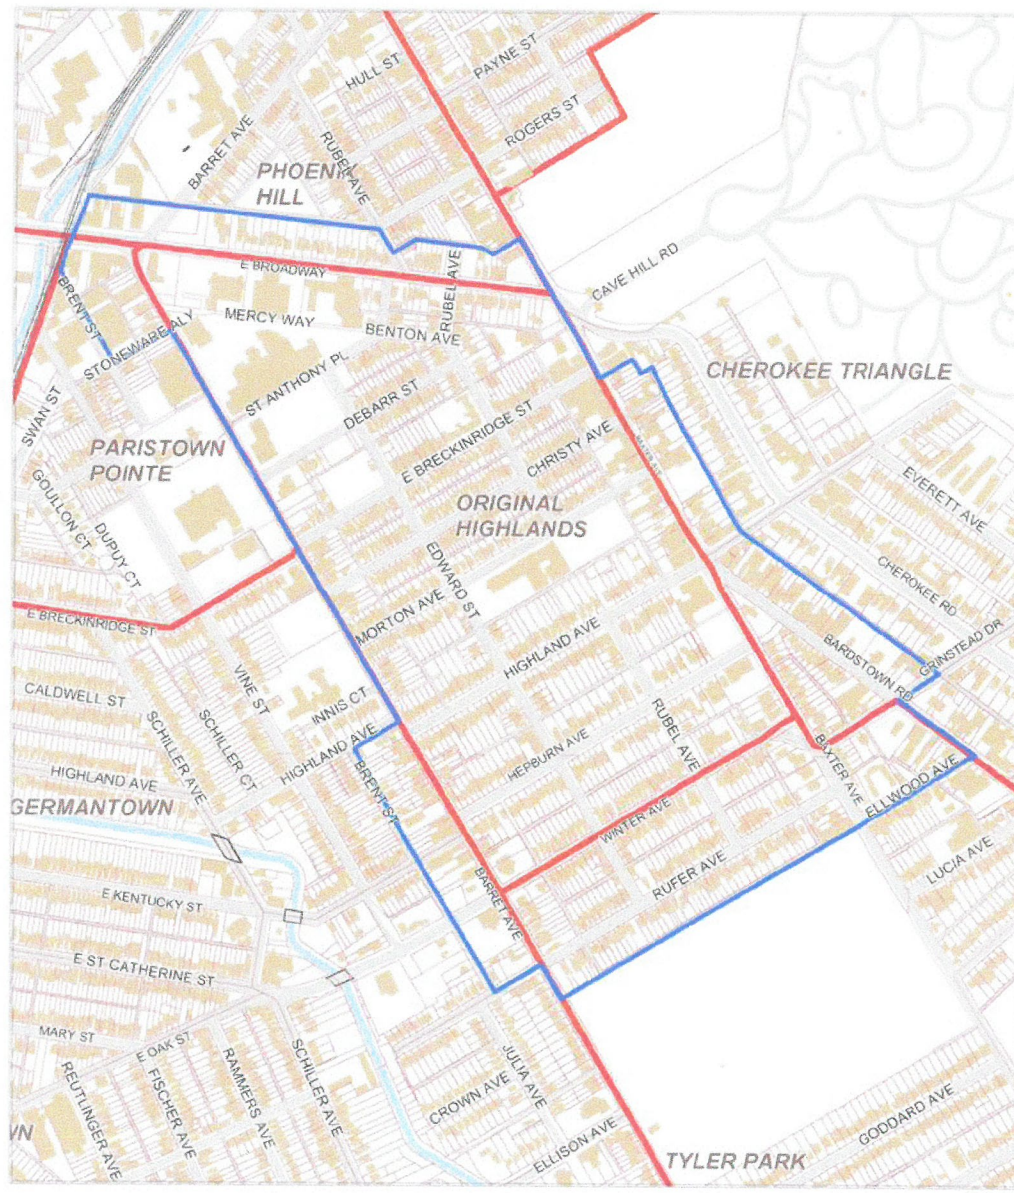 HULL ST
PAYNE ST
ROGERS ST
BARRET AVE
RUBEL AVE
PHOENIX
HILL
E BROADWAY
RUBEL AVE
CAVE HILL RD
BRENT ST
STONEWARE ALY
MERCY WAY
BENTON AVE
ST ANTHONY PL
DEBARR ST
CHEROKEE TRIANGLE
SWAN ST
PARISTOWN
POINTE
E BRECKINRIDGE ST
CHRISTY AVE
ORIGINAL
HIGHLANDS
EVERETT AVE
GOULLON CT
DUPUY CT
EDWARD ST
MORTON AVE
CHEROKEE RD
E BRECKINRIDGE ST
HIGHLAND AVE
BARDSTOWN RD
GRINSTEAD DR
CALDWELL ST
VINE ST
INNIS CT
SCHILLER AVE
SCHILLER CT
HIGHLAND AVE
RUBEL AVE
HEPBURN AVE
BAXTER AVE
HIGHLAND AVE
GERMANTOWN
BRENT ST
ELLWOOD AVE
WINTER AVE
RUFER AVE
LUCIA AVE
BARRET AVE
E KENTUCKY ST
E ST CATHERINE ST
MARY ST
E OAK ST
REUTLINGER AVE
FISCHER AVE
RAMMERS AVE
SCHILLER AVE
CROWN AVE
JULIA AVE
ELLISON AVE
GODDARD AVE
WN
TYLER PARK